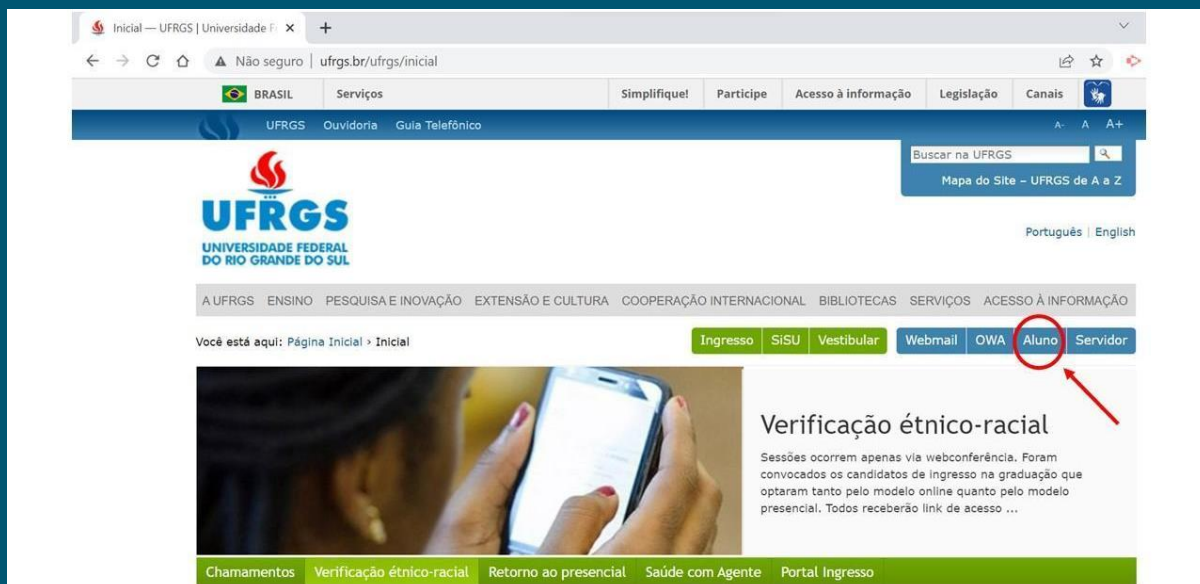 Inicial — UFRGS | Universidade F
Não seguro | ufrgs.br/ufrgs/inicial
BRASIL Serviços Simplifique! Participe Acesso à informação Legislação Canais
UFRGS Ouvidoria Guia Telefônico A- A A+
Buscar na UFRGS
Mapa do Site – UFRGS de A a Z
UFRGS
UNIVERSIDADE FEDERAL
DO RIO GRANDE DO SUL
Português | English
A UFRGS ENSINO PESQUISA E INOVAÇÃO EXTENSÃO E CULTURA COOPERAÇÃO INTERNACIONAL BIBLIOTECAS SERVIÇOS ACESSO À INFORMAÇÃO
Você está aqui: Página Inicial › Inicial Ingresso SiSU Vestibular Webmail OWA Aluno Servidor
Verificação étnico-racial
Sessões ocorrem apenas via webconferência. Foram
convocados os candidatos de ingresso na graduação que
optaram tanto pelo modelo online quanto pelo modelo
presencial. Todos receberão link de acesso ...
Chamamentos Verificação étnico-racial Retorno ao presencial Saúde com Agente Portal Ingresso